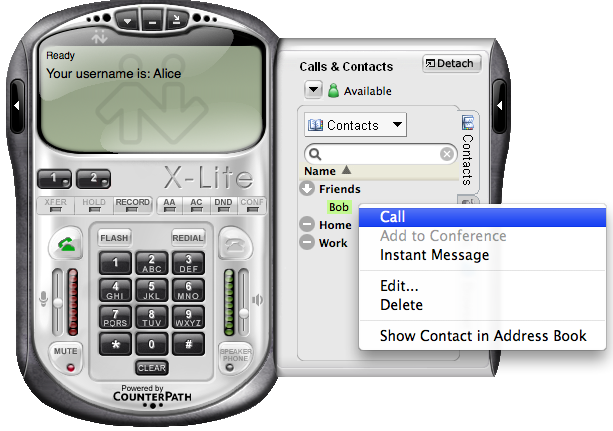 Ready
Your username is: Alice
1 2
X-Lite
XFER HOLD RECORD AA AC DND CONF
FLASH REDIAL
1 2 ABC 3 DEF
4 GHI 5 JKL 6 MNO
7 PQRS 8 TUV 9 WXYZ
* 0 #
MUTE
CLEAR
SPEAKER PHONE
Powered by
COUNTERPATH
Calls & Contacts
Detach
Available
Contacts
Contacts
Name
Friends
Bob
Home
Work
Call
Add to Conference
Instant Message
Edit...
Delete
Show Contact in Address Book